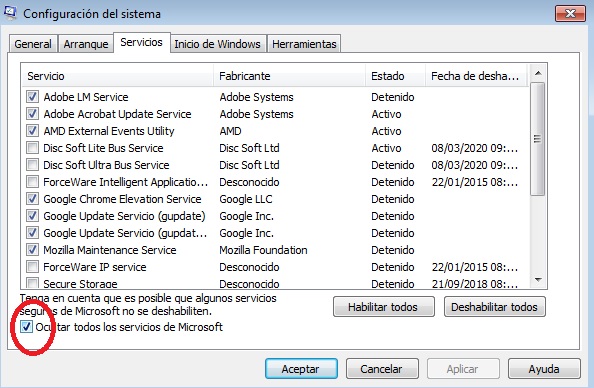 Configuración del sistema
General Arranque Servicios Inicio de Windows Herramientas
Servicio Fabricante Estado Fecha de desha...
Adobe LM Service Adobe Systems Detenido
Adobe Acrobat Update Service Adobe Systems Activo
AMD External Events Utility AMD Activo
Disc Soft Lite Bus Service Disc Soft Ltd Activo 08/03/2020 09:...
Disc Soft Ultra Bus Service Disc Soft Ltd Detenido 08/03/2020 09:...
ForceWare Intelligent Applicatio... Desconocido Detenido 22/01/2015 08:...
Google Chrome Elevation Service Google LLC Detenido
Google Update Servicio (gupdate) Google Inc. Detenido
Google Update Servicio (gupdat... Google Inc. Detenido
Mozilla Maintenance Service Mozilla Foundation Detenido
ForceWare IP service Desconocido Detenido 22/01/2015 08:...
Secure Storage Desconocido Detenido 21/09/2018 08:...
Tenga en cuenta que es posible que algunos servicios
seguros de Microsoft no se deshabiliten.
Habilitar todos Deshabilitar todos
Ocultar todos los servicios de Microsoft
Aceptar Cancelar Aplicar Ayuda